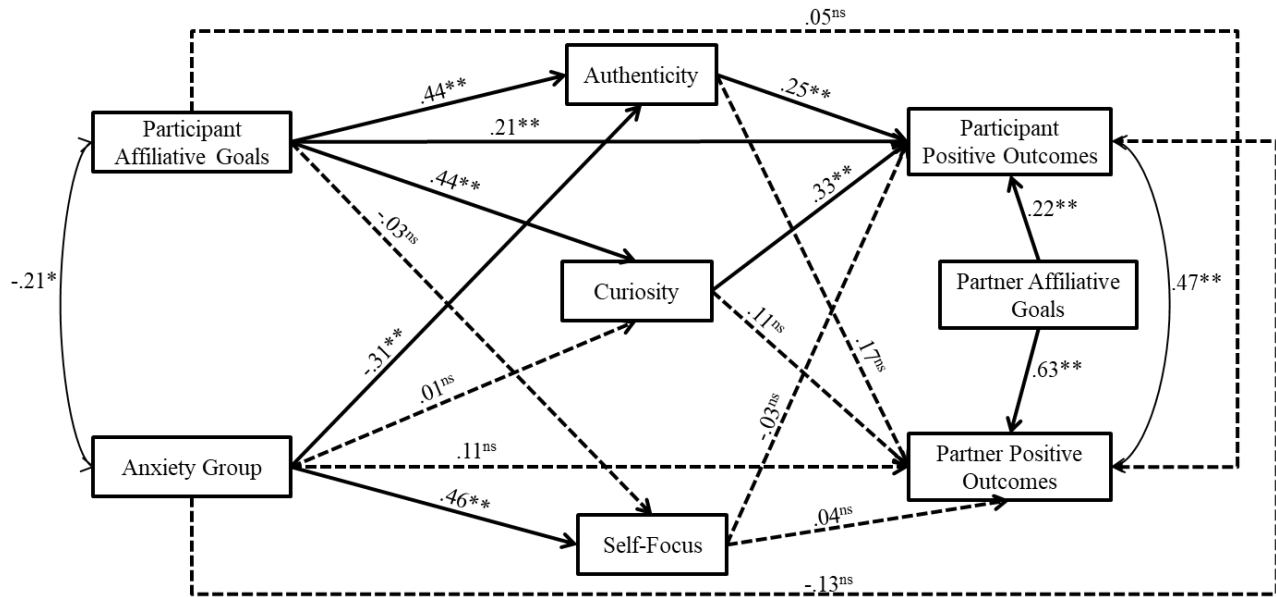 .05ns
Authenticity
.44**
.25**
Participant
Affiliative Goals
.21**
Participant
Positive Outcomes
.44**
.33**
-.03ns
.22**
-.21*
Curiosity
Partner Affiliative
Goals
.47**
.11ns
.17ns
-.31**
.01ns
.63**
-.03ns
Anxiety Group
.11ns
Partner Positive
Outcomes
.46**
.04ns
Self-Focus
-.13ns